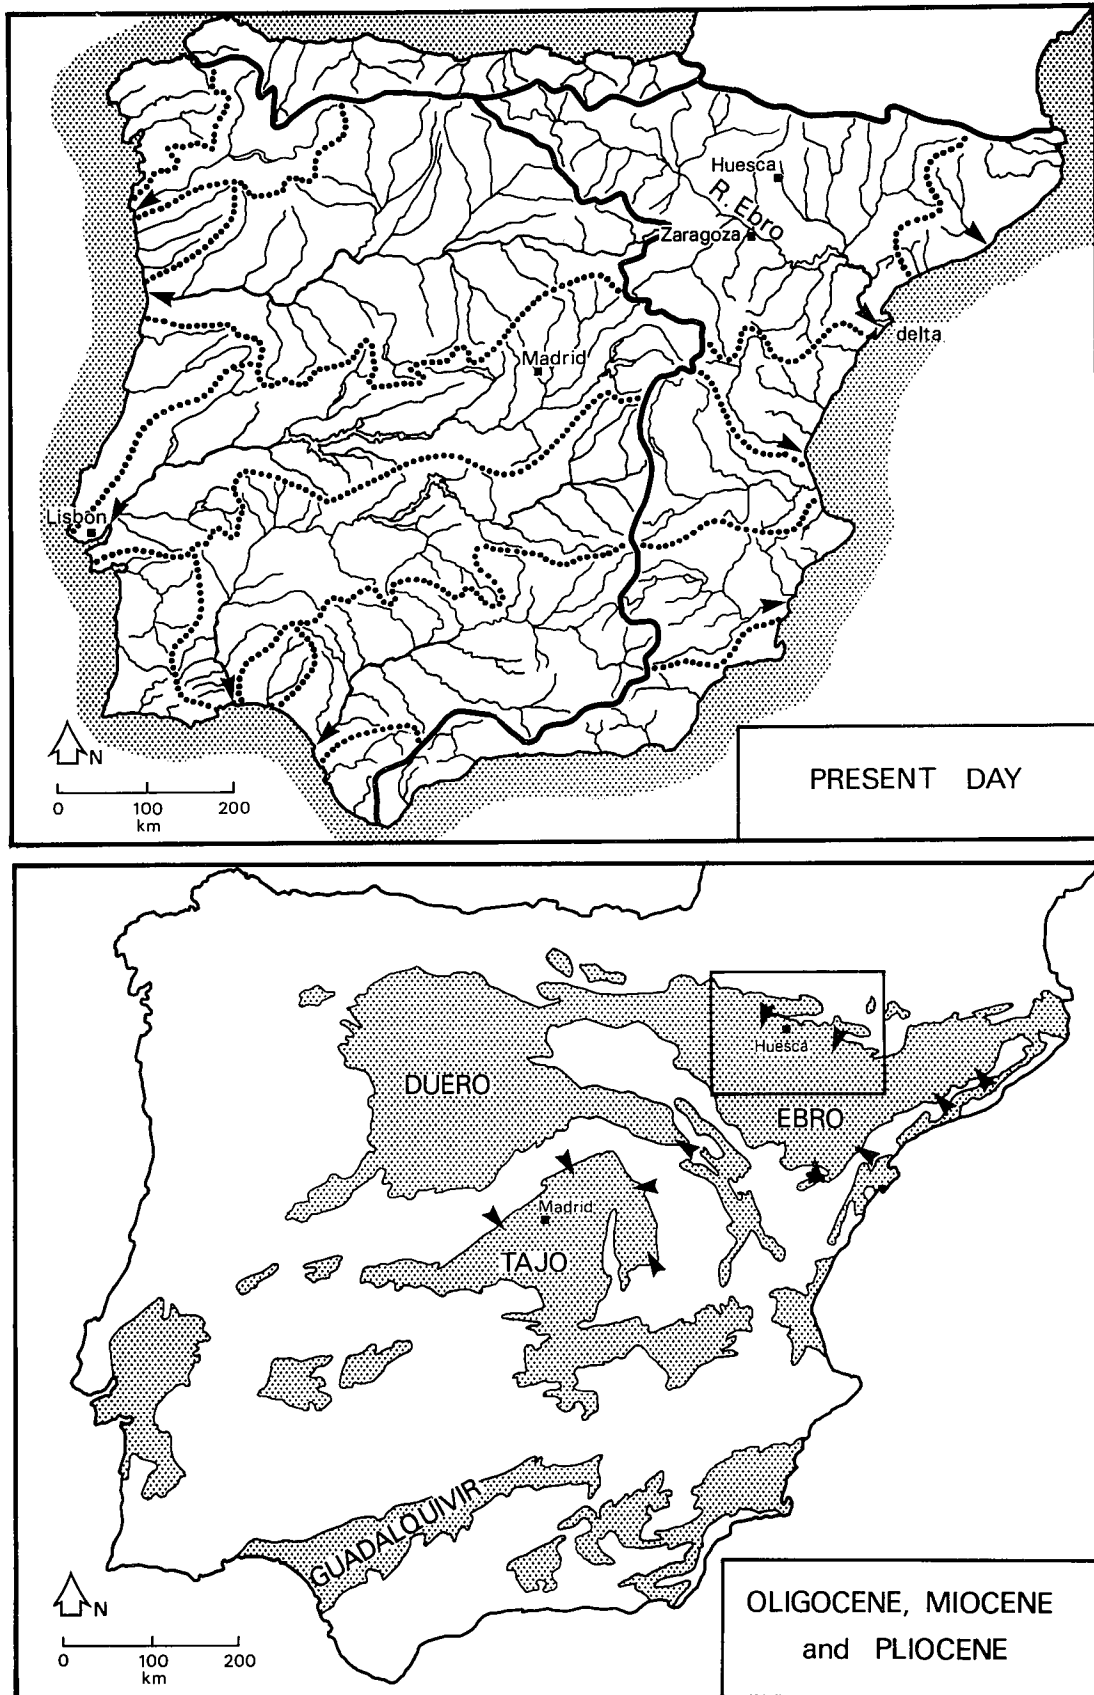 Huesca
R. Ebro
Zaragoza
delta
Madrid
Lisbon
N
0 100 200
km
PRESENT DAY
DUERO
Huesca
EBRO
Madrid
TAJO
GUADALQUIVIR
N
0 100 200
km
OLIGOCENE, MIOCENE
and PLIOCENE